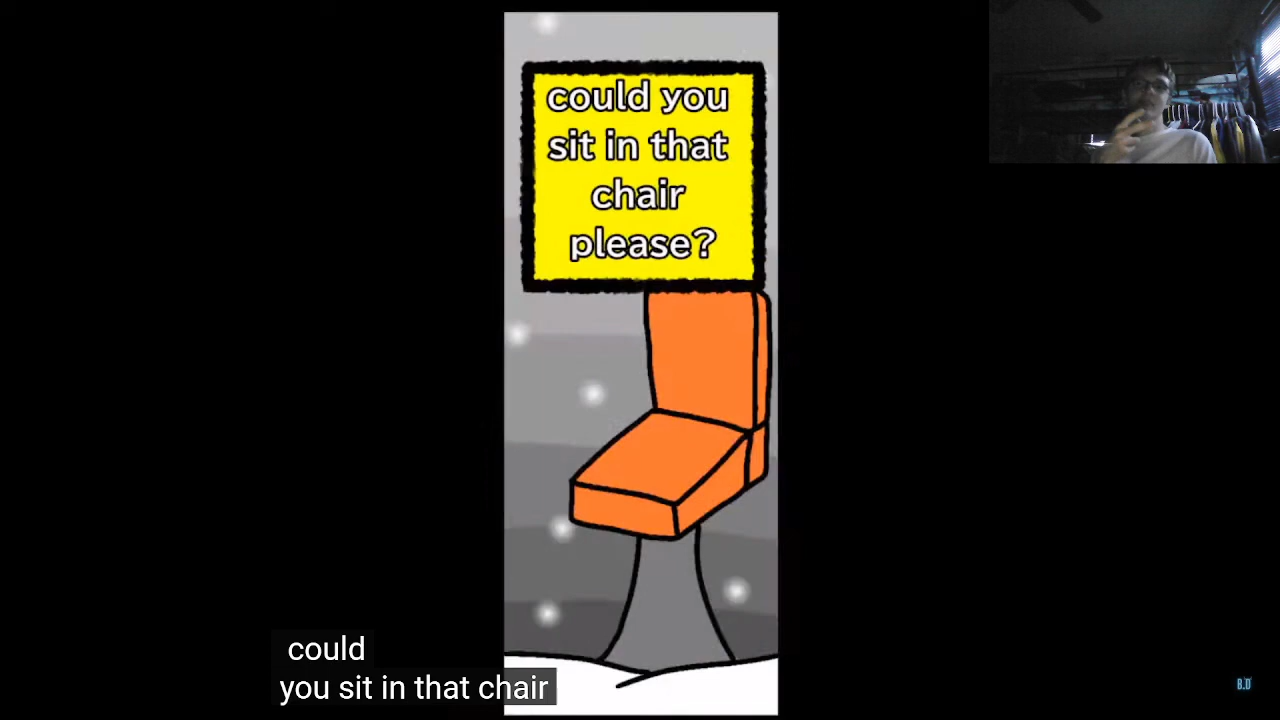 could you
sit in that
chair
please?
could
you sit in that chair
B.D